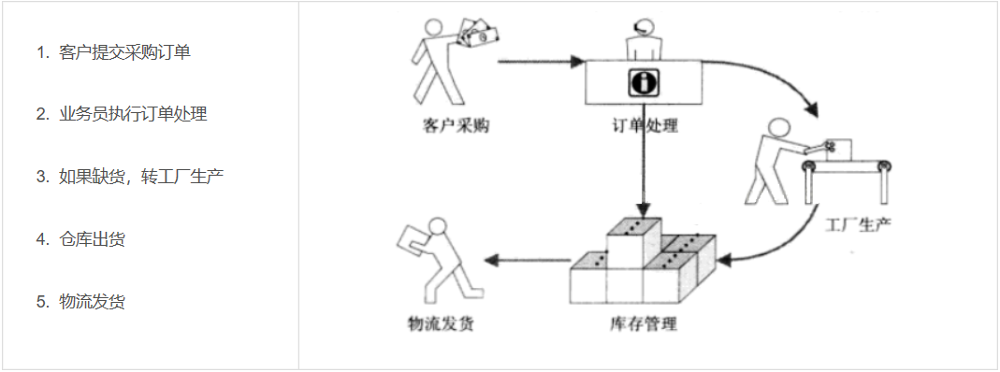 1. 客户提交采购订单
2. 业务员执行订单处理
3. 如果缺货，转工厂生产
4. 仓库出货
5. 物流发货
客户采购
订单处理
工厂生产
物流发货
库存管理